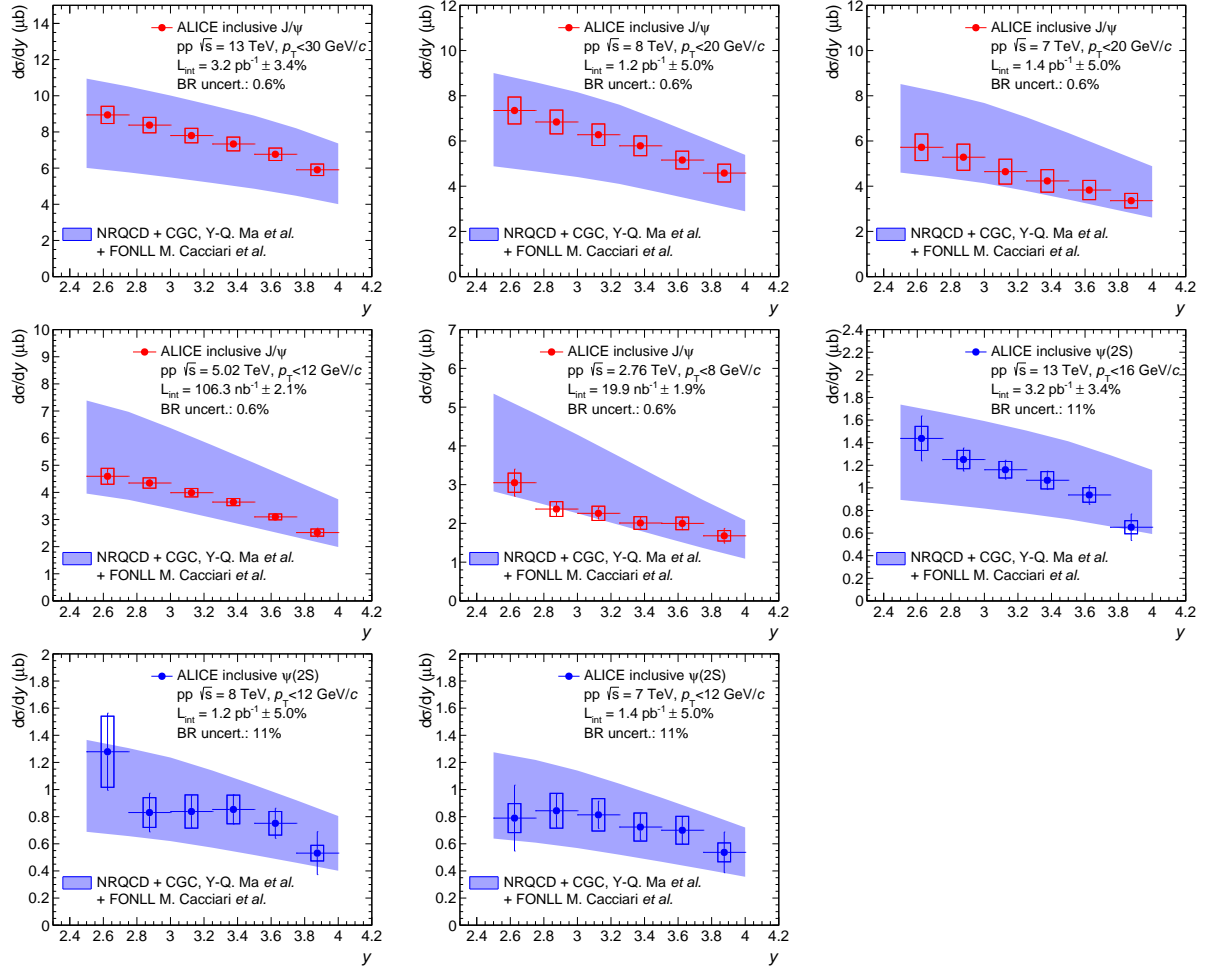 dσ/dy (μb)
14
12
10
8
6
4
2
0
ALICE inclusive J/ψ
pp √s = 13 TeV, p_T<30 GeV/c
L_int = 3.2 pb⁻¹ ± 3.4%
BR uncert.: 0.6%
NRQCD + CGC, Y-Q. Ma et al.
+ FONLL M. Cacciari et al.
2.4 2.6 2.8 3 3.2 3.4 3.6 3.8 4 4.2
y
dσ/dy (μb)
12
10
8
6
4
2
0
ALICE inclusive J/ψ
pp √s = 8 TeV, p_T<20 GeV/c
L_int = 1.2 pb⁻¹ ± 5.0%
BR uncert.: 0.6%
NRQCD + CGC, Y-Q. Ma et al.
+ FONLL M. Cacciari et al.
2.4 2.6 2.8 3 3.2 3.4 3.6 3.8 4 4.2
y
dσ/dy (μb)
12
10
8
6
4
2
0
ALICE inclusive J/ψ
pp √s = 7 TeV, p_T<20 GeV/c
L_int = 1.4 pb⁻¹ ± 5.0%
BR uncert.: 0.6%
NRQCD + CGC, Y-Q. Ma et al.
+ FONLL M. Cacciari et al.
2.4 2.6 2.8 3 3.2 3.4 3.6 3.8 4 4.2
y
dσ/dy (μb)
10
9
8
7
6
5
4
3
2
1
0
ALICE inclusive J/ψ
pp √s = 5.02 TeV, p_T<12 GeV/c
L_int = 106.3 nb⁻¹ ± 2.1%
BR uncert.: 0.6%
NRQCD + CGC, Y-Q. Ma et al.
+ FONLL M. Cacciari et al.
2.4 2.6 2.8 3 3.2 3.4 3.6 3.8 4 4.2
y
dσ/dy (μb)
7
6
5
4
3
2
1
0
ALICE inclusive J/ψ
pp √s = 2.76 TeV, p_T<8 GeV/c
L_int = 19.9 nb⁻¹ ± 1.9%
BR uncert.: 0.6%
NRQCD + CGC, Y-Q. Ma et al.
+ FONLL M. Cacciari et al.
2.4 2.6 2.8 3 3.2 3.4 3.6 3.8 4 4.2
y
dσ/dy (μb)
2.4
2.2
2
1.8
1.6
1.4
1.2
1
0.8
0.6
0.4
0.2
0
ALICE inclusive ψ(2S)
pp √s = 13 TeV, p_T<16 GeV/c
L_int = 3.2 pb⁻¹ ± 3.4%
BR uncert.: 11%
NRQCD + CGC, Y-Q. Ma et al.
+ FONLL M. Cacciari et al.
2.4 2.6 2.8 3 3.2 3.4 3.6 3.8 4 4.2
y
dσ/dy (μb)
2
1.8
1.6
1.4
1.2
1
0.8
0.6
0.4
0.2
0
ALICE inclusive ψ(2S)
pp √s = 8 TeV, p_T<12 GeV/c
L_int = 1.2 pb⁻¹ ± 5.0%
BR uncert.: 11%
NRQCD + CGC, Y-Q. Ma et al.
+ FONLL M. Cacciari et al.
2.4 2.6 2.8 3 3.2 3.4 3.6 3.8 4 4.2
y
dσ/dy (μb)
2
1.8
1.6
1.4
1.2
1
0.8
0.6
0.4
0.2
0
ALICE inclusive ψ(2S)
pp √s = 7 TeV, p_T<12 GeV/c
L_int = 1.4 pb⁻¹ ± 5.0%
BR uncert.: 11%
NRQCD + CGC, Y-Q. Ma et al.
+ FONLL M. Cacciari et al.
2.4 2.6 2.8 3 3.2 3.4 3.6 3.8 4 4.2
y